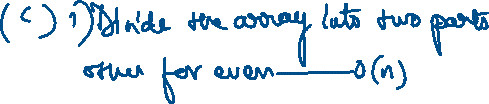 (c) 1) Divide the array into two parts
other for even——O(n)